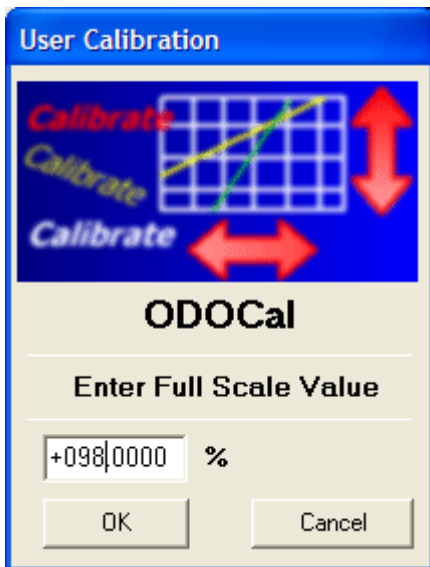 User Calibration
Calibrate
Calibrate
Calibrate
ODOCal
Enter Full Scale Value
+098.0000 %
OK Cancel